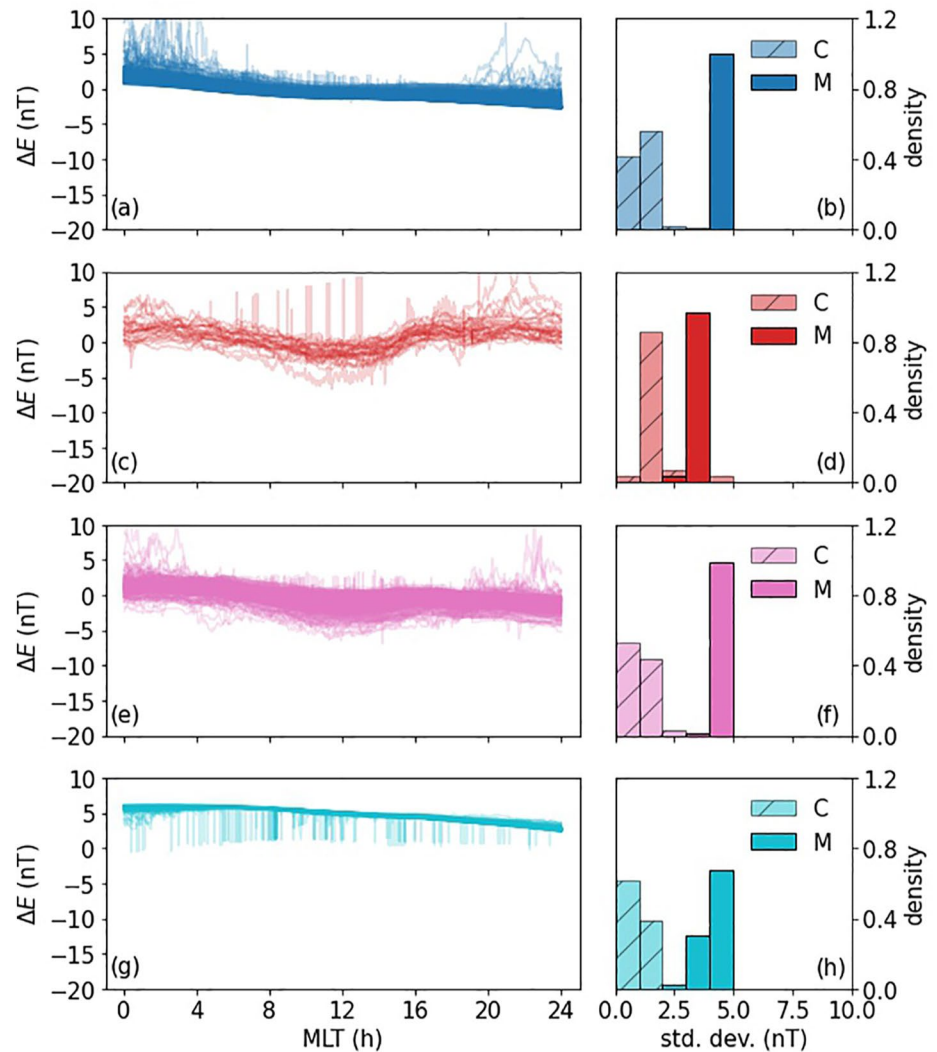 10
5
0
−5
−10
−15
−20
ΔE (nT)
(a)
C
M
(b)
1.2
0.8
0.4
0.0
density
10
5
0
−5
−10
−15
−20
ΔE (nT)
(c)
C
M
(d)
1.2
0.8
0.4
0.0
density
10
5
0
−5
−10
−15
−20
ΔE (nT)
(e)
C
M
(f)
1.2
0.8
0.4
0.0
density
10
5
0
−5
−10
−15
−20
ΔE (nT)
(g)
C
M
(h)
1.2
0.8
0.4
0.0
density
0 4 8 12 16 20 24
MLT (h)
0.0 2.5 5.0 7.5 10.0
std. dev. (nT)